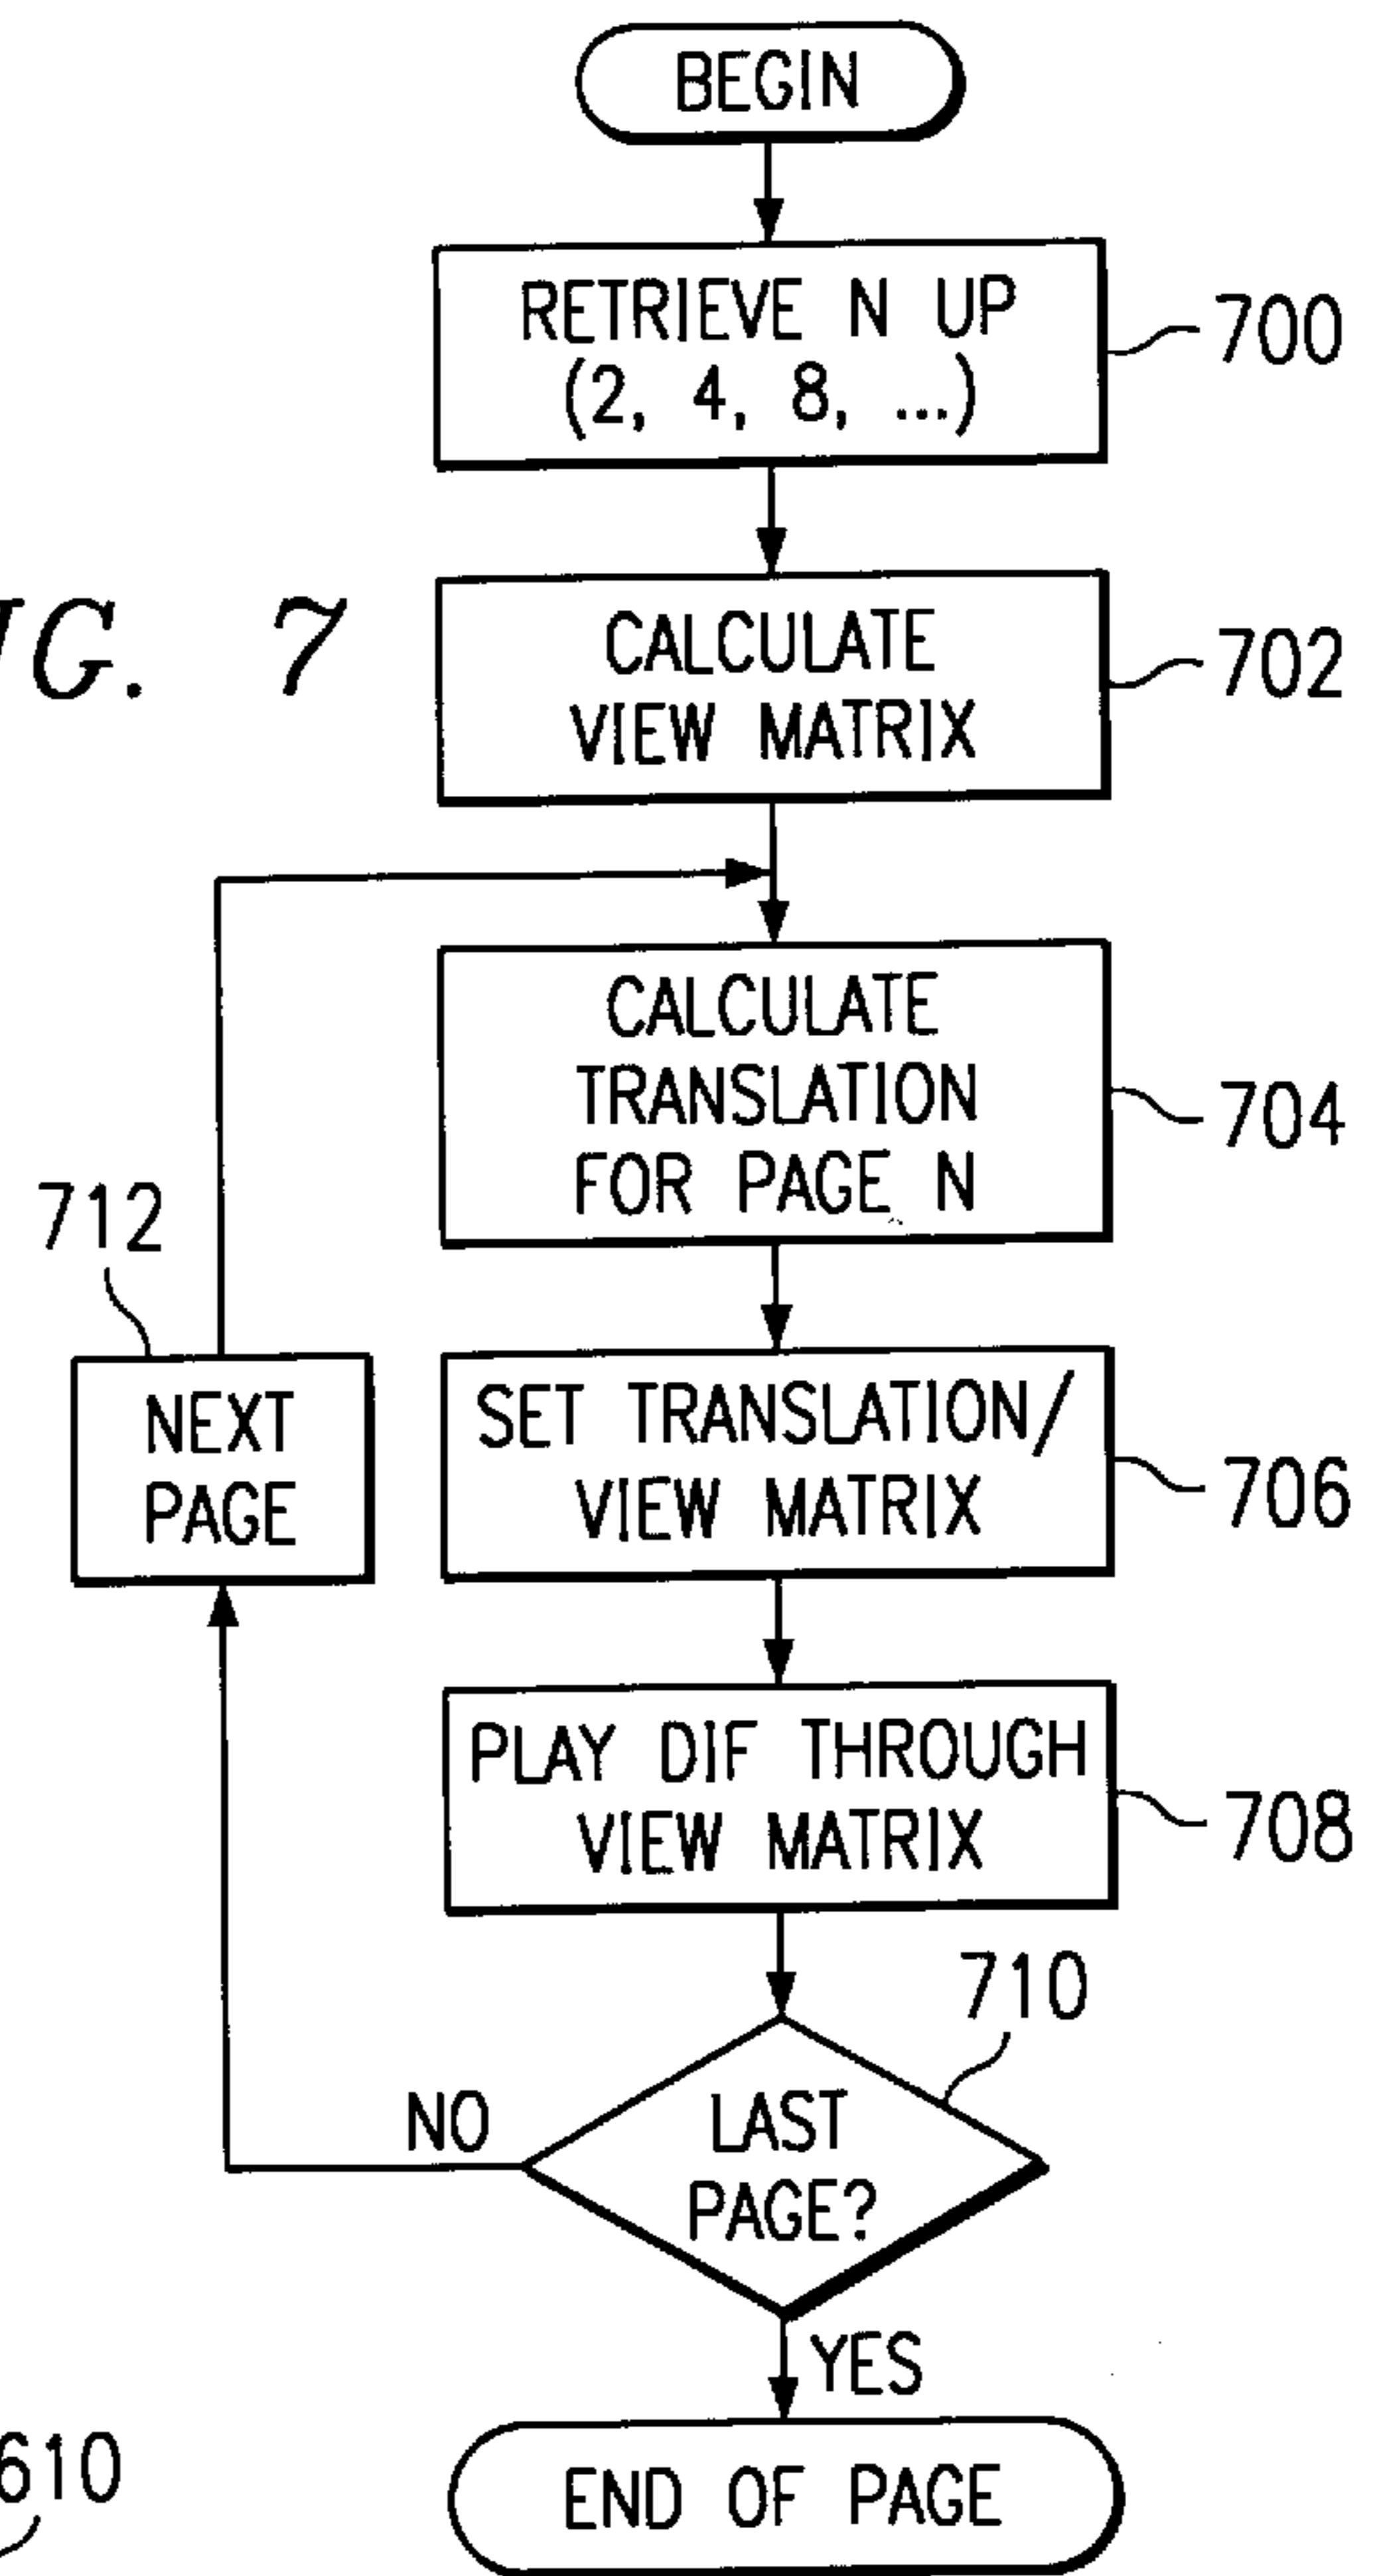 BEGIN
RETRIEVE N UP
(2, 4, 8, ...)
700
CALCULATE
VIEW MATRIX
702
G. 7
CALCULATE
TRANSLATION
FOR PAGE N
704
712
NEXT
PAGE
SET TRANSLATION/
VIEW MATRIX
706
PLAY DIF THROUGH
VIEW MATRIX
708
710
LAST
PAGE?
NO
YES
610
END OF PAGE